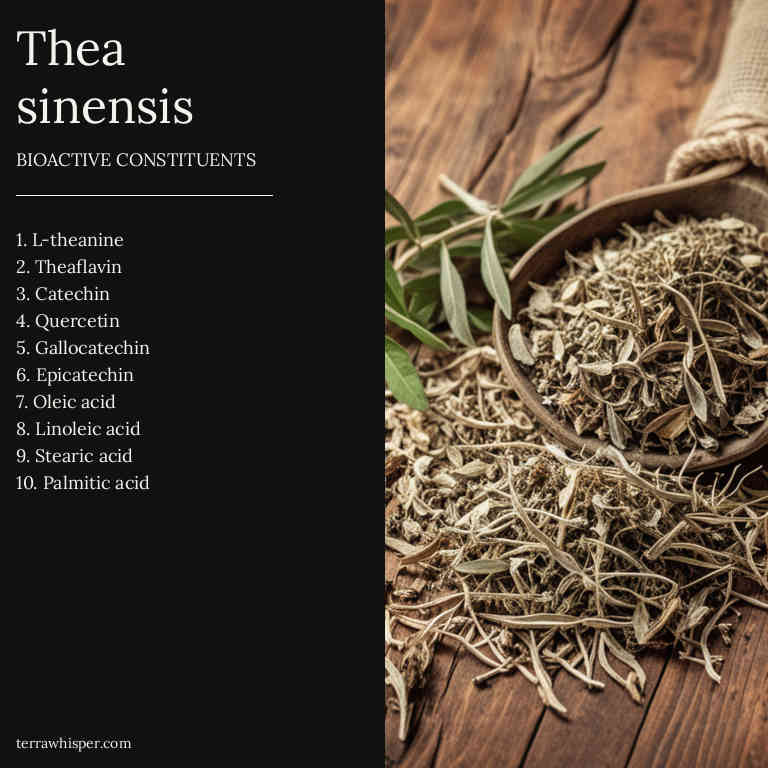 Thea
sinensis
BIOACTIVE CONSTITUENTS
1. L-theanine
2. Theaflavin
3. Catechin
4. Quercetin
5. Gallocatechin
6. Epicatechin
7. Oleic acid
8. Linoleic acid
9. Stearic acid
10. Palmitic acid
terrawhisper.com